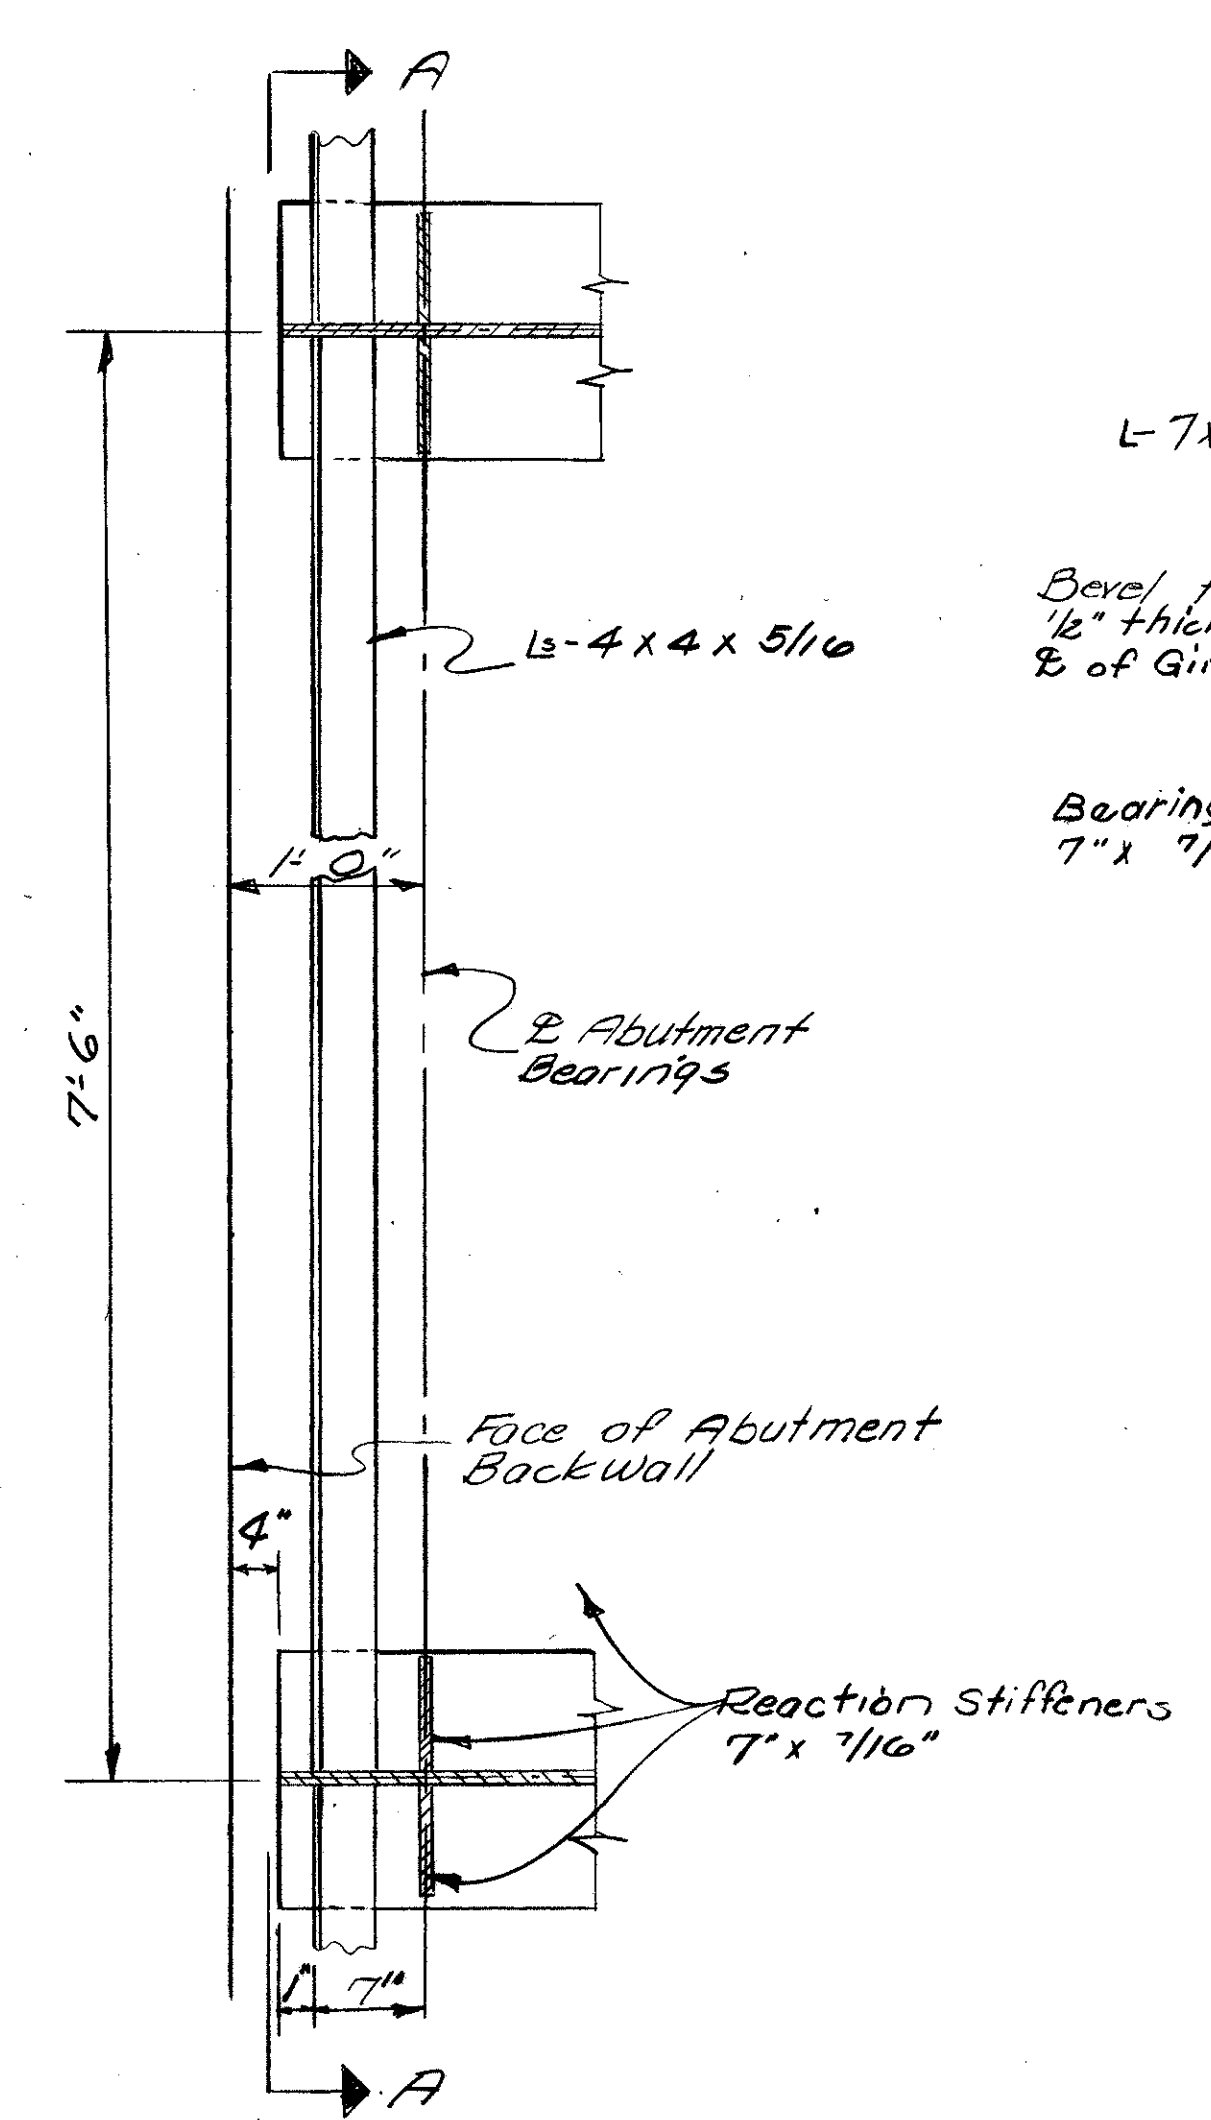 A
L-7x
Ls-4 x 4 x 5/16
Bevel
1/2" thick
℄ of Gir
Bearing
7" x 7/
1'-0"
℄ Abutment
Bearings
7'-6"
Face of Abutment
Backwall
4"
Reaction Stiffeners
7" x 7/16"
1"
7"
A